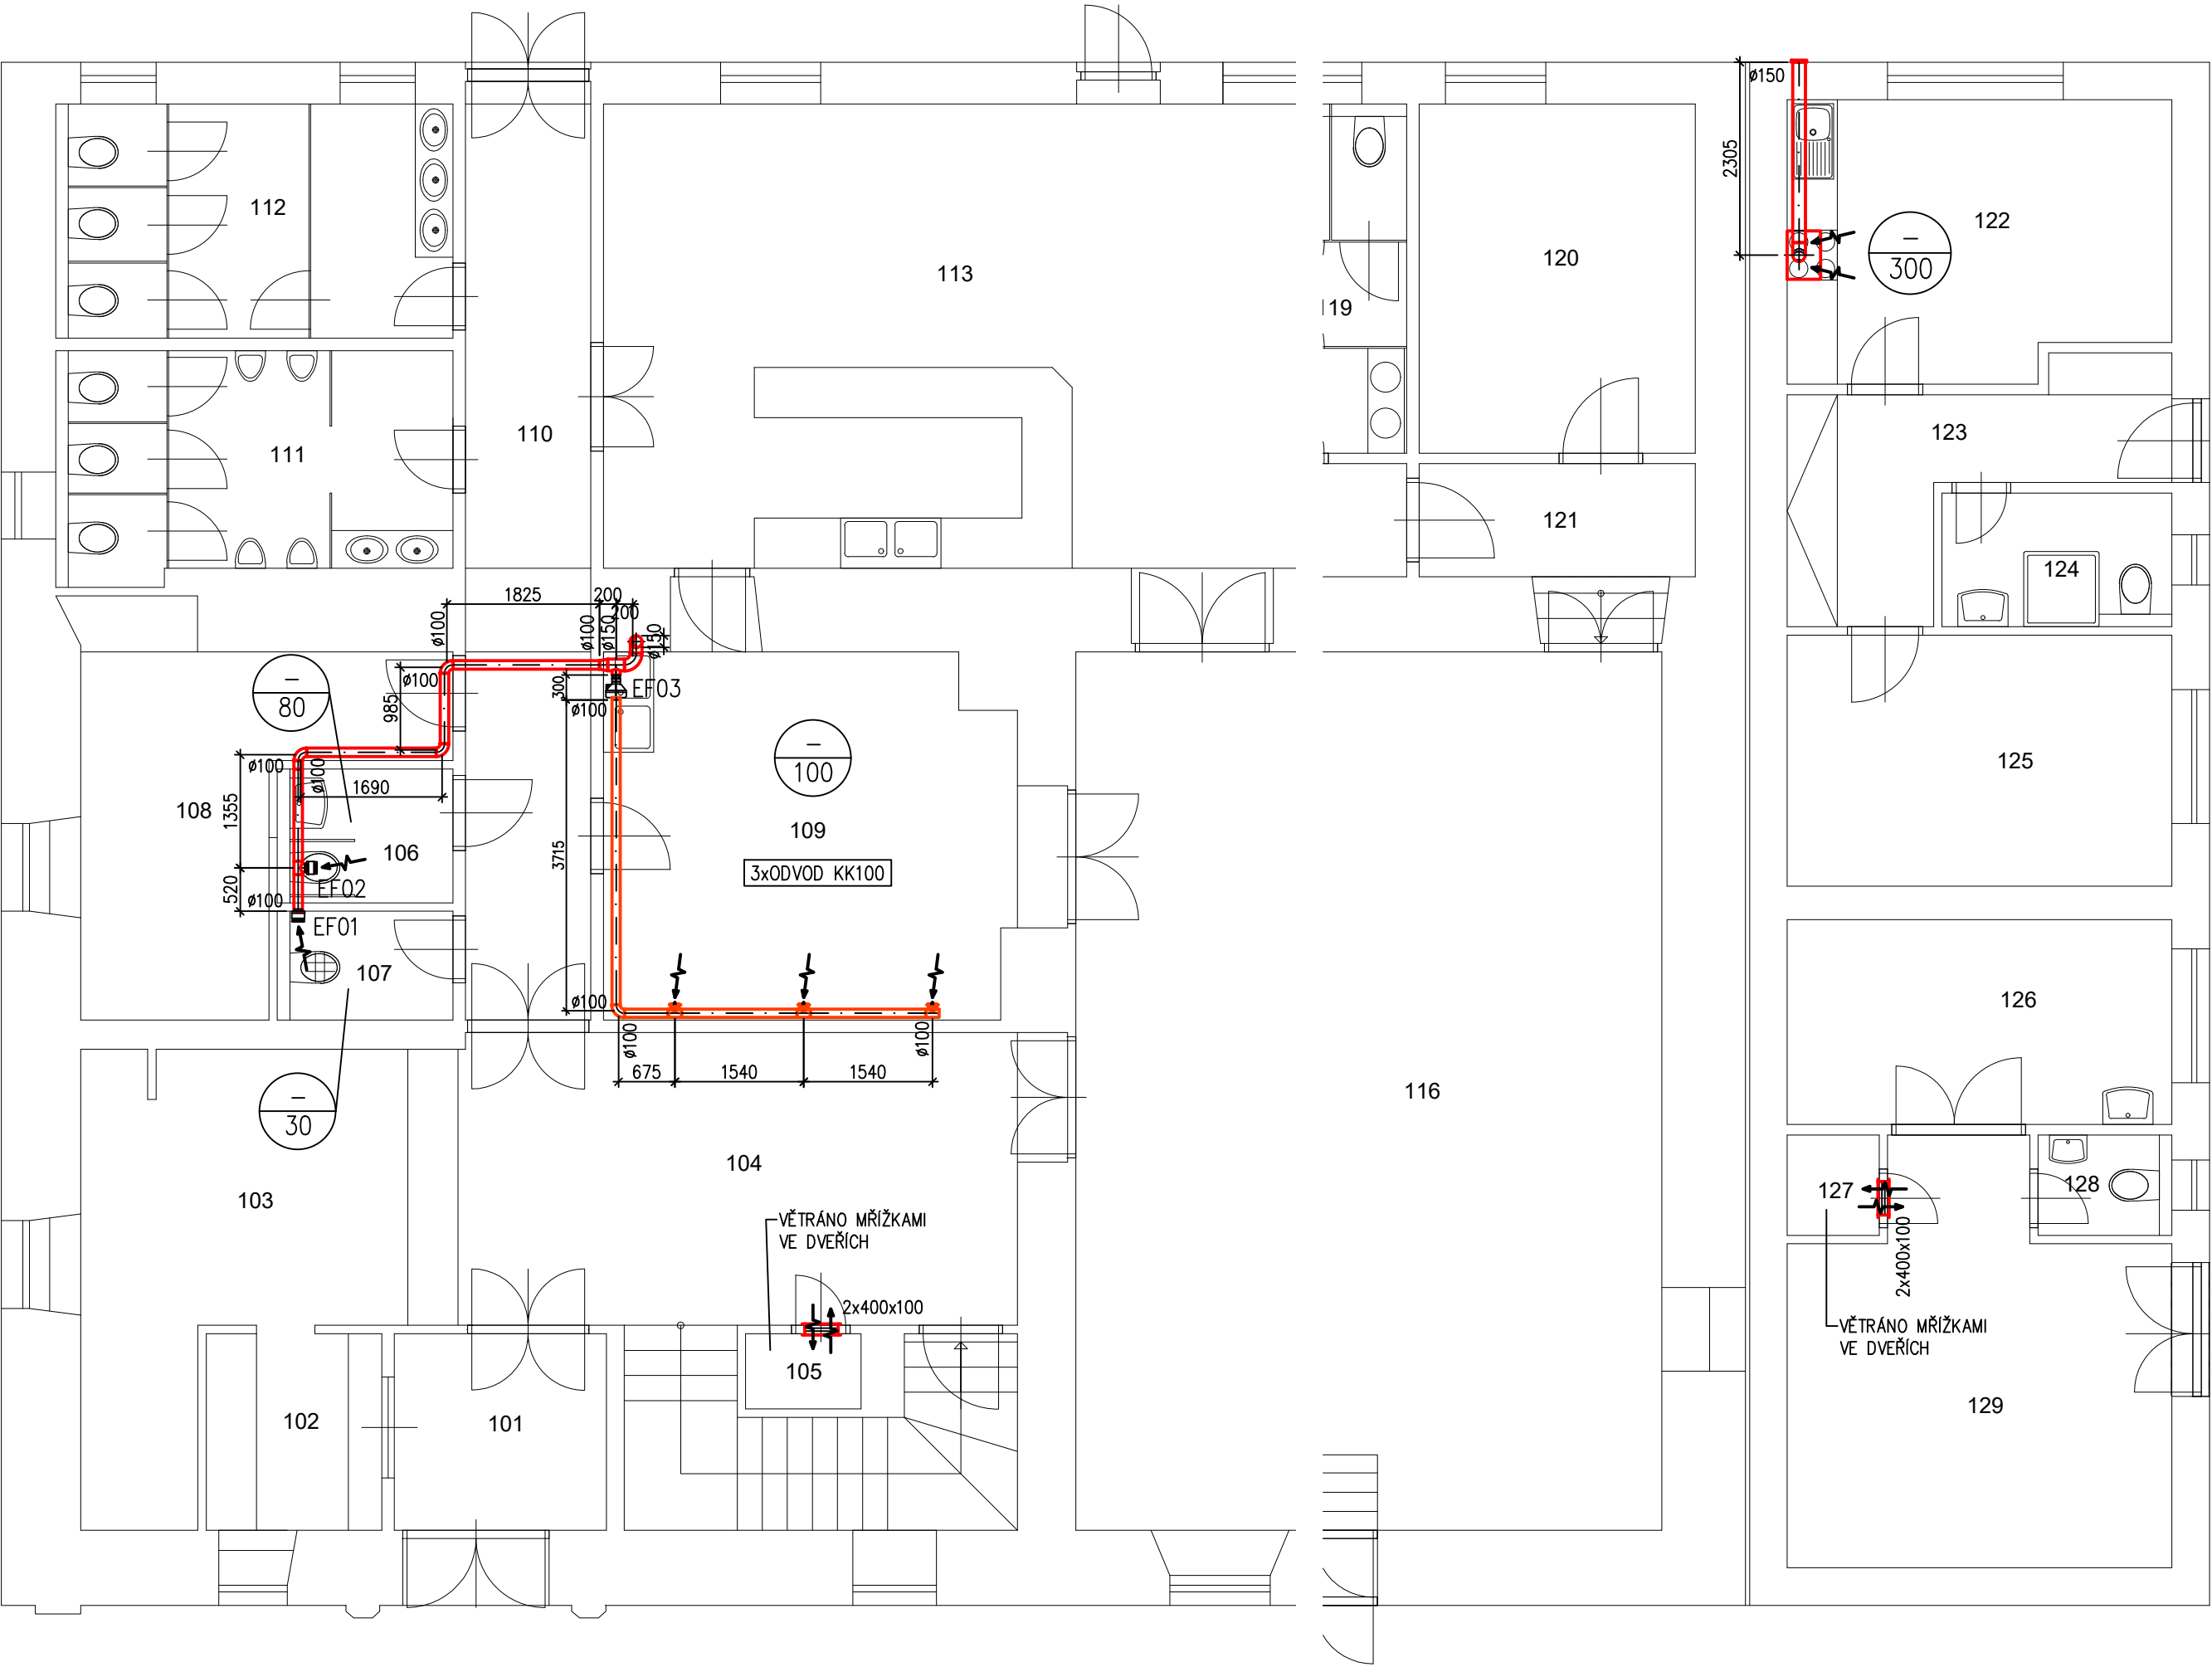 ø150
2305
112
122
120
113
–
300
119
110
123
111
121
124
1825
200
200
ø100
ø100
ø150
ø150
–
80
ø100
985
300
EF03
ø100
–
100
125
ø100
ø100
1690
1355
108
109
3715
106
3xODVOD KK100
EF02
520
ø100
EF01
107
126
ø100
ø100
ø100
675
1540
1540
116
–
30
104
103
127
128
VĚTRÁNO MŘÍŽKAMI
VE DVEŘÍCH
2x400x100
2x400x100
VĚTRÁNO MŘÍŽKAMI
VE DVEŘÍCH
105
129
102
101